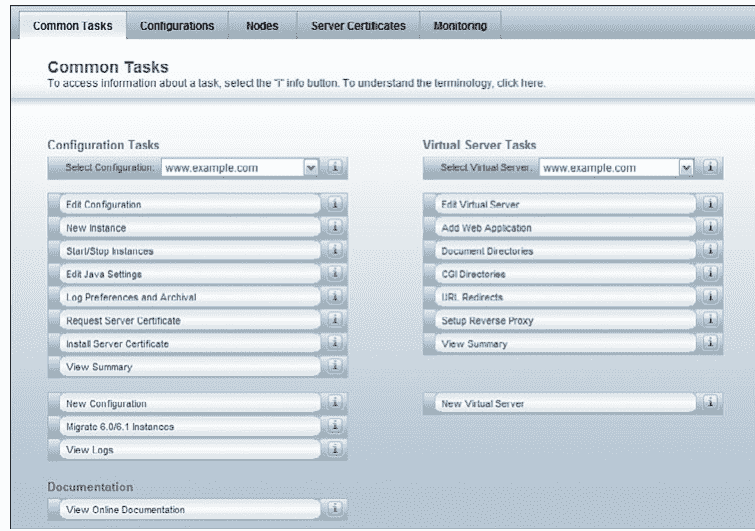 Common Tasks
Configurations
Nodes
Server Certificates
Monitoring
Common Tasks
To access information about a task, select the "i" info button. To understand the terminology, click here.
Configuration Tasks
Select Configuration: www.example.com i
Edit Configuration i
New Instance i
Start/Stop Instances i
Edit Java Settings i
Log Preferences and Archival i
Request Server Certificate i
Install Server Certificate i
View Summary i
New Configuration i
Migrate 6.0/6.1 Instances i
View Logs i
Documentation
View Online Documentation i
Virtual Server Tasks
Select Virtual Server: www.example.com i
Edit Virtual Server i
Add Web Application i
Document Directories i
CGI Directories i
URL Redirects i
Setup Reverse Proxy i
View Summary i
New Virtual Server i